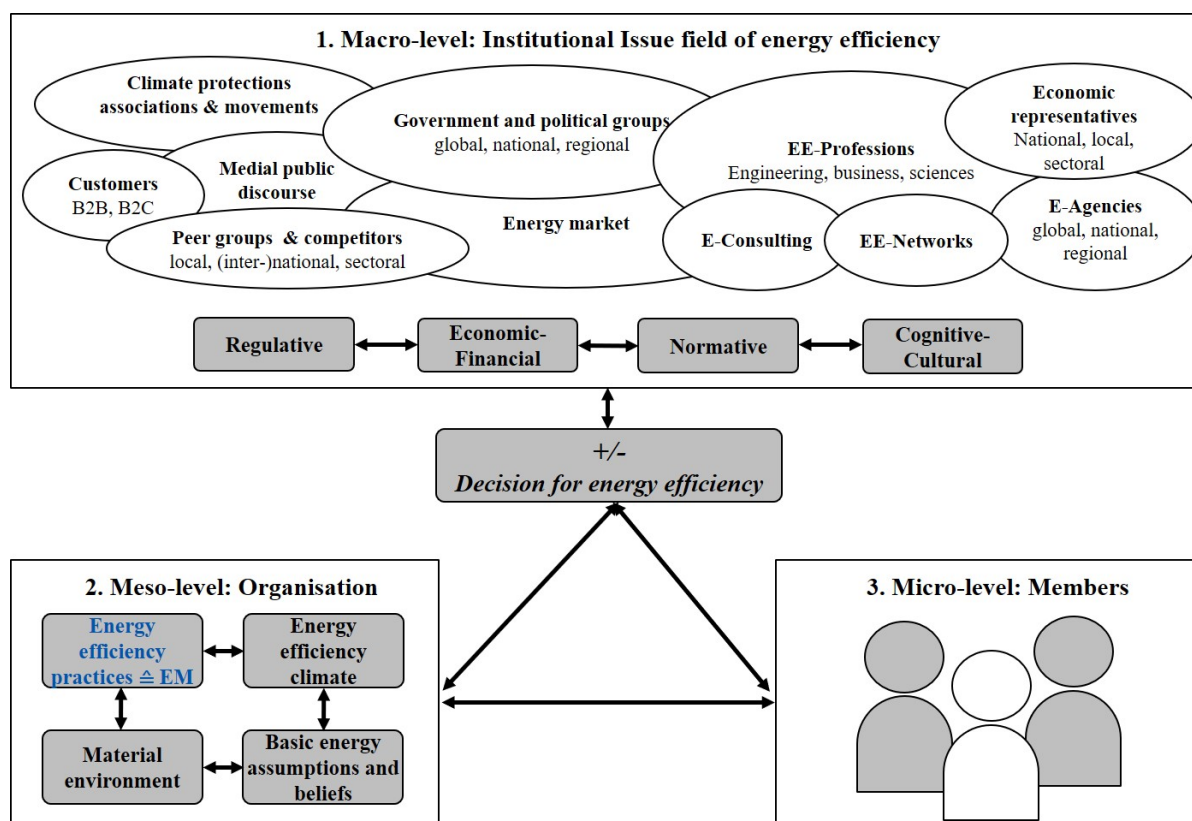 1. Macro-level: Institutional Issue field of energy efficiency
Climate protections
associations & movements
Government and political groups
global, national, regional
Economic
representatives
National, local,
sectoral
EE-Professions
Engineering, business, sciences
Medial public
discourse
Customers
B2B, B2C
Energy market
Peer groups & competitors
local, (inter-)national, sectoral
E-Consulting
EE-Networks
E-Agencies
global, national,
regional
Regulative
Economic-
Financial
Normative
Cognitive-
Cultural
+/-
Decision for energy efficiency
2. Meso-level: Organisation
Energy
efficiency
practices ≙ EM
Energy
efficiency
climate
Material
environment
Basic energy
assumptions and
beliefs
3. Micro-level: Members